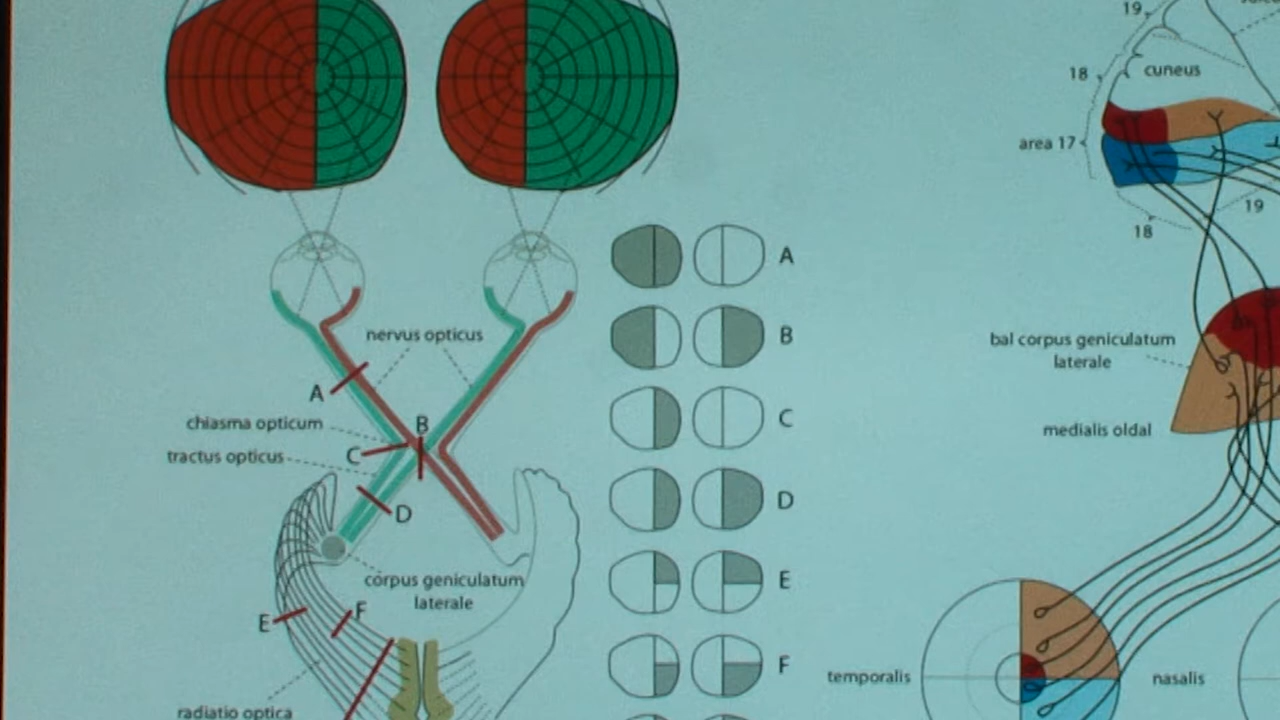 19
cuneus
18
area 17
19
18
A
B
nervus opticus
bal corpus geniculatum
laterale
A
chiasma opticum
B
C
medialis oldal
tractus opticus
C
D
D
corpus geniculatum
laterale
E
E
F
F
temporalis
nasalis
radiatio optica